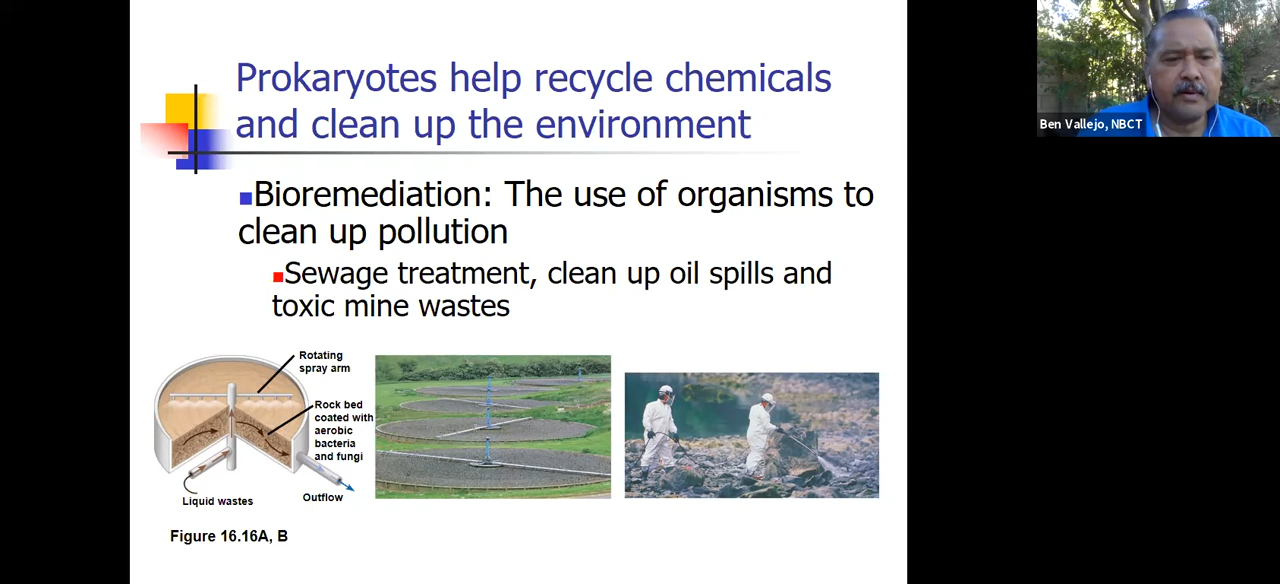 Prokaryotes help recycle chemicals
and clean up the environment
Bioremediation: The use of organisms to
clean up pollution
Sewage treatment, clean up oil spills and
toxic mine wastes
Rotating
spray arm
Rock bed
coated with
aerobic
bacteria
and fungi
Liquid wastes
Outflow
Figure 16.16A, B
Ben Vallejo, NBCT